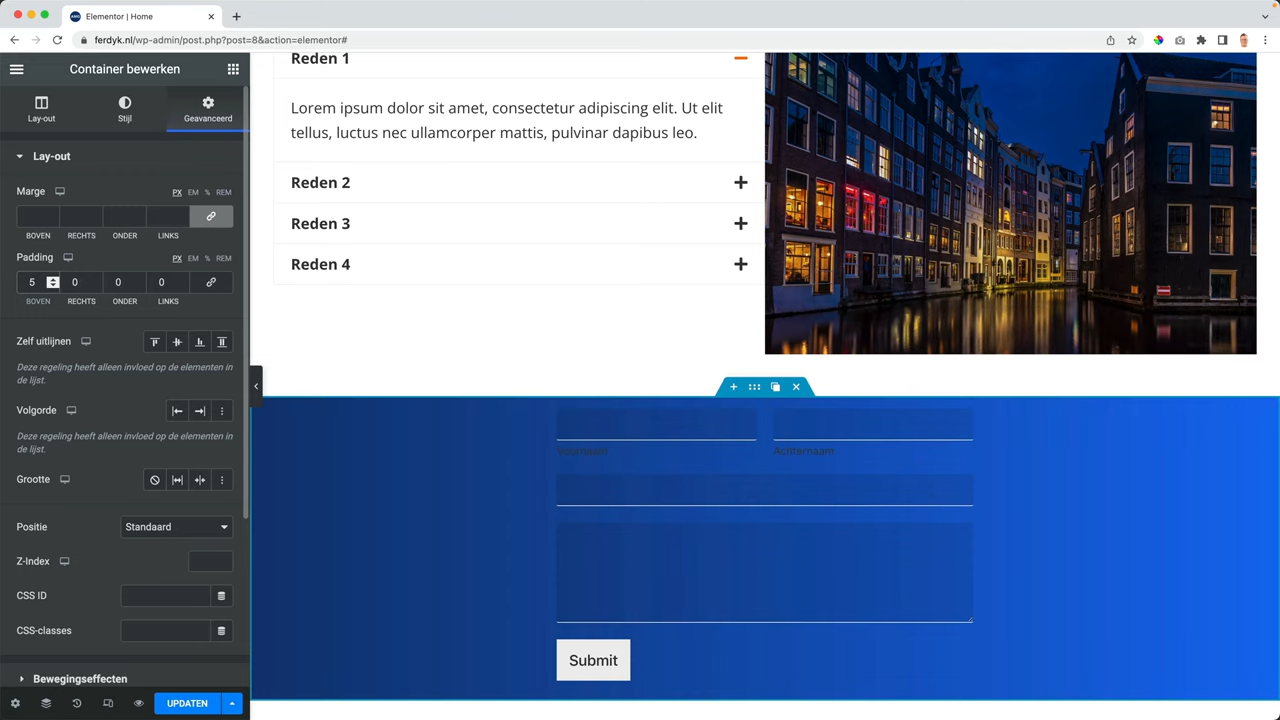 Elementor | Home
ferdyk.nl/wp-admin/post.php?post=8&action=elementor#
Container bewerken
Lay-out
Stijl
Geavanceerd
Lay-out
Marge
PX EM % REM
BOVEN RECHTS ONDER LINKS
Padding
PX EM % REM
5 0 0 0
BOVEN RECHTS ONDER LINKS
Zelf uitlijnen
Deze regeling heeft alleen invloed op de elementen in
de lijst.
Volgorde
Deze regeling heeft alleen invloed op de elementen in
de lijst.
Grootte
Positie
Standaard
Z-Index
CSS ID
CSS-classes
Bewegingseffecten
UPDATEN
Reden 1
Lorem ipsum dolor sit amet, consectetur adipiscing elit. Ut elit
tellus, luctus nec ullamcorper mattis, pulvinar dapibus leo.
Reden 2
Reden 3
Reden 4
Voornaam
Achternaam
Submit